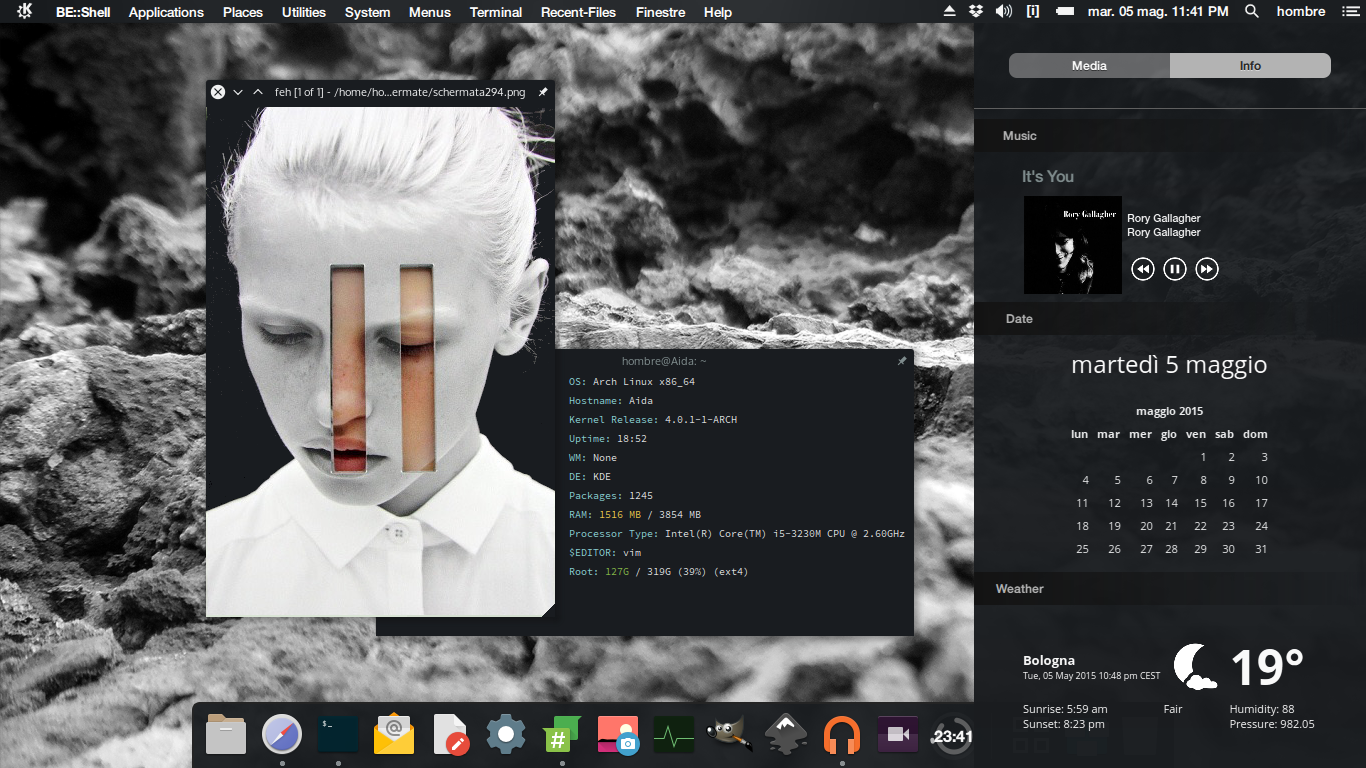 BE::Shell Applications Places Utilities System Menus Terminal Recent-Files Finestre Help
[i] mar. 05 mag. 11:41 PM hombre
feh [1 of 1] - /home/ho...ermate/schermata294.png
hombre@Aida: ~
OS: Arch Linux x86_64
Hostname: Aida
Kernel Release: 4.0.1-1-ARCH
Uptime: 18:52
WM: None
DE: KDE
Packages: 1245
RAM: 1516 MB / 3854 MB
Processor Type: Intel(R) Core(TM) i5-3230M CPU @ 2.60GHz
$EDITOR: vim
Root: 127G / 319G (39%) (ext4)
Media Info
Music
It's You
Rory Gallagher
Rory Gallagher
Rory Gallagher
Date
martedì 5 maggio
maggio 2015
lun mar mer gio ven sab dom
1 2 3
4 5 6 7 8 9 10
11 12 13 14 15 16 17
18 19 20 21 22 23 24
25 26 27 28 29 30 31
Weather
Bologna
Tue, 05 May 2015 10:48 pm CEST
19°
Sunrise: 5:59 am Fair Humidity: 88
Sunset: 8:23 pm Pressure: 982.05
$_
@
#
23:41